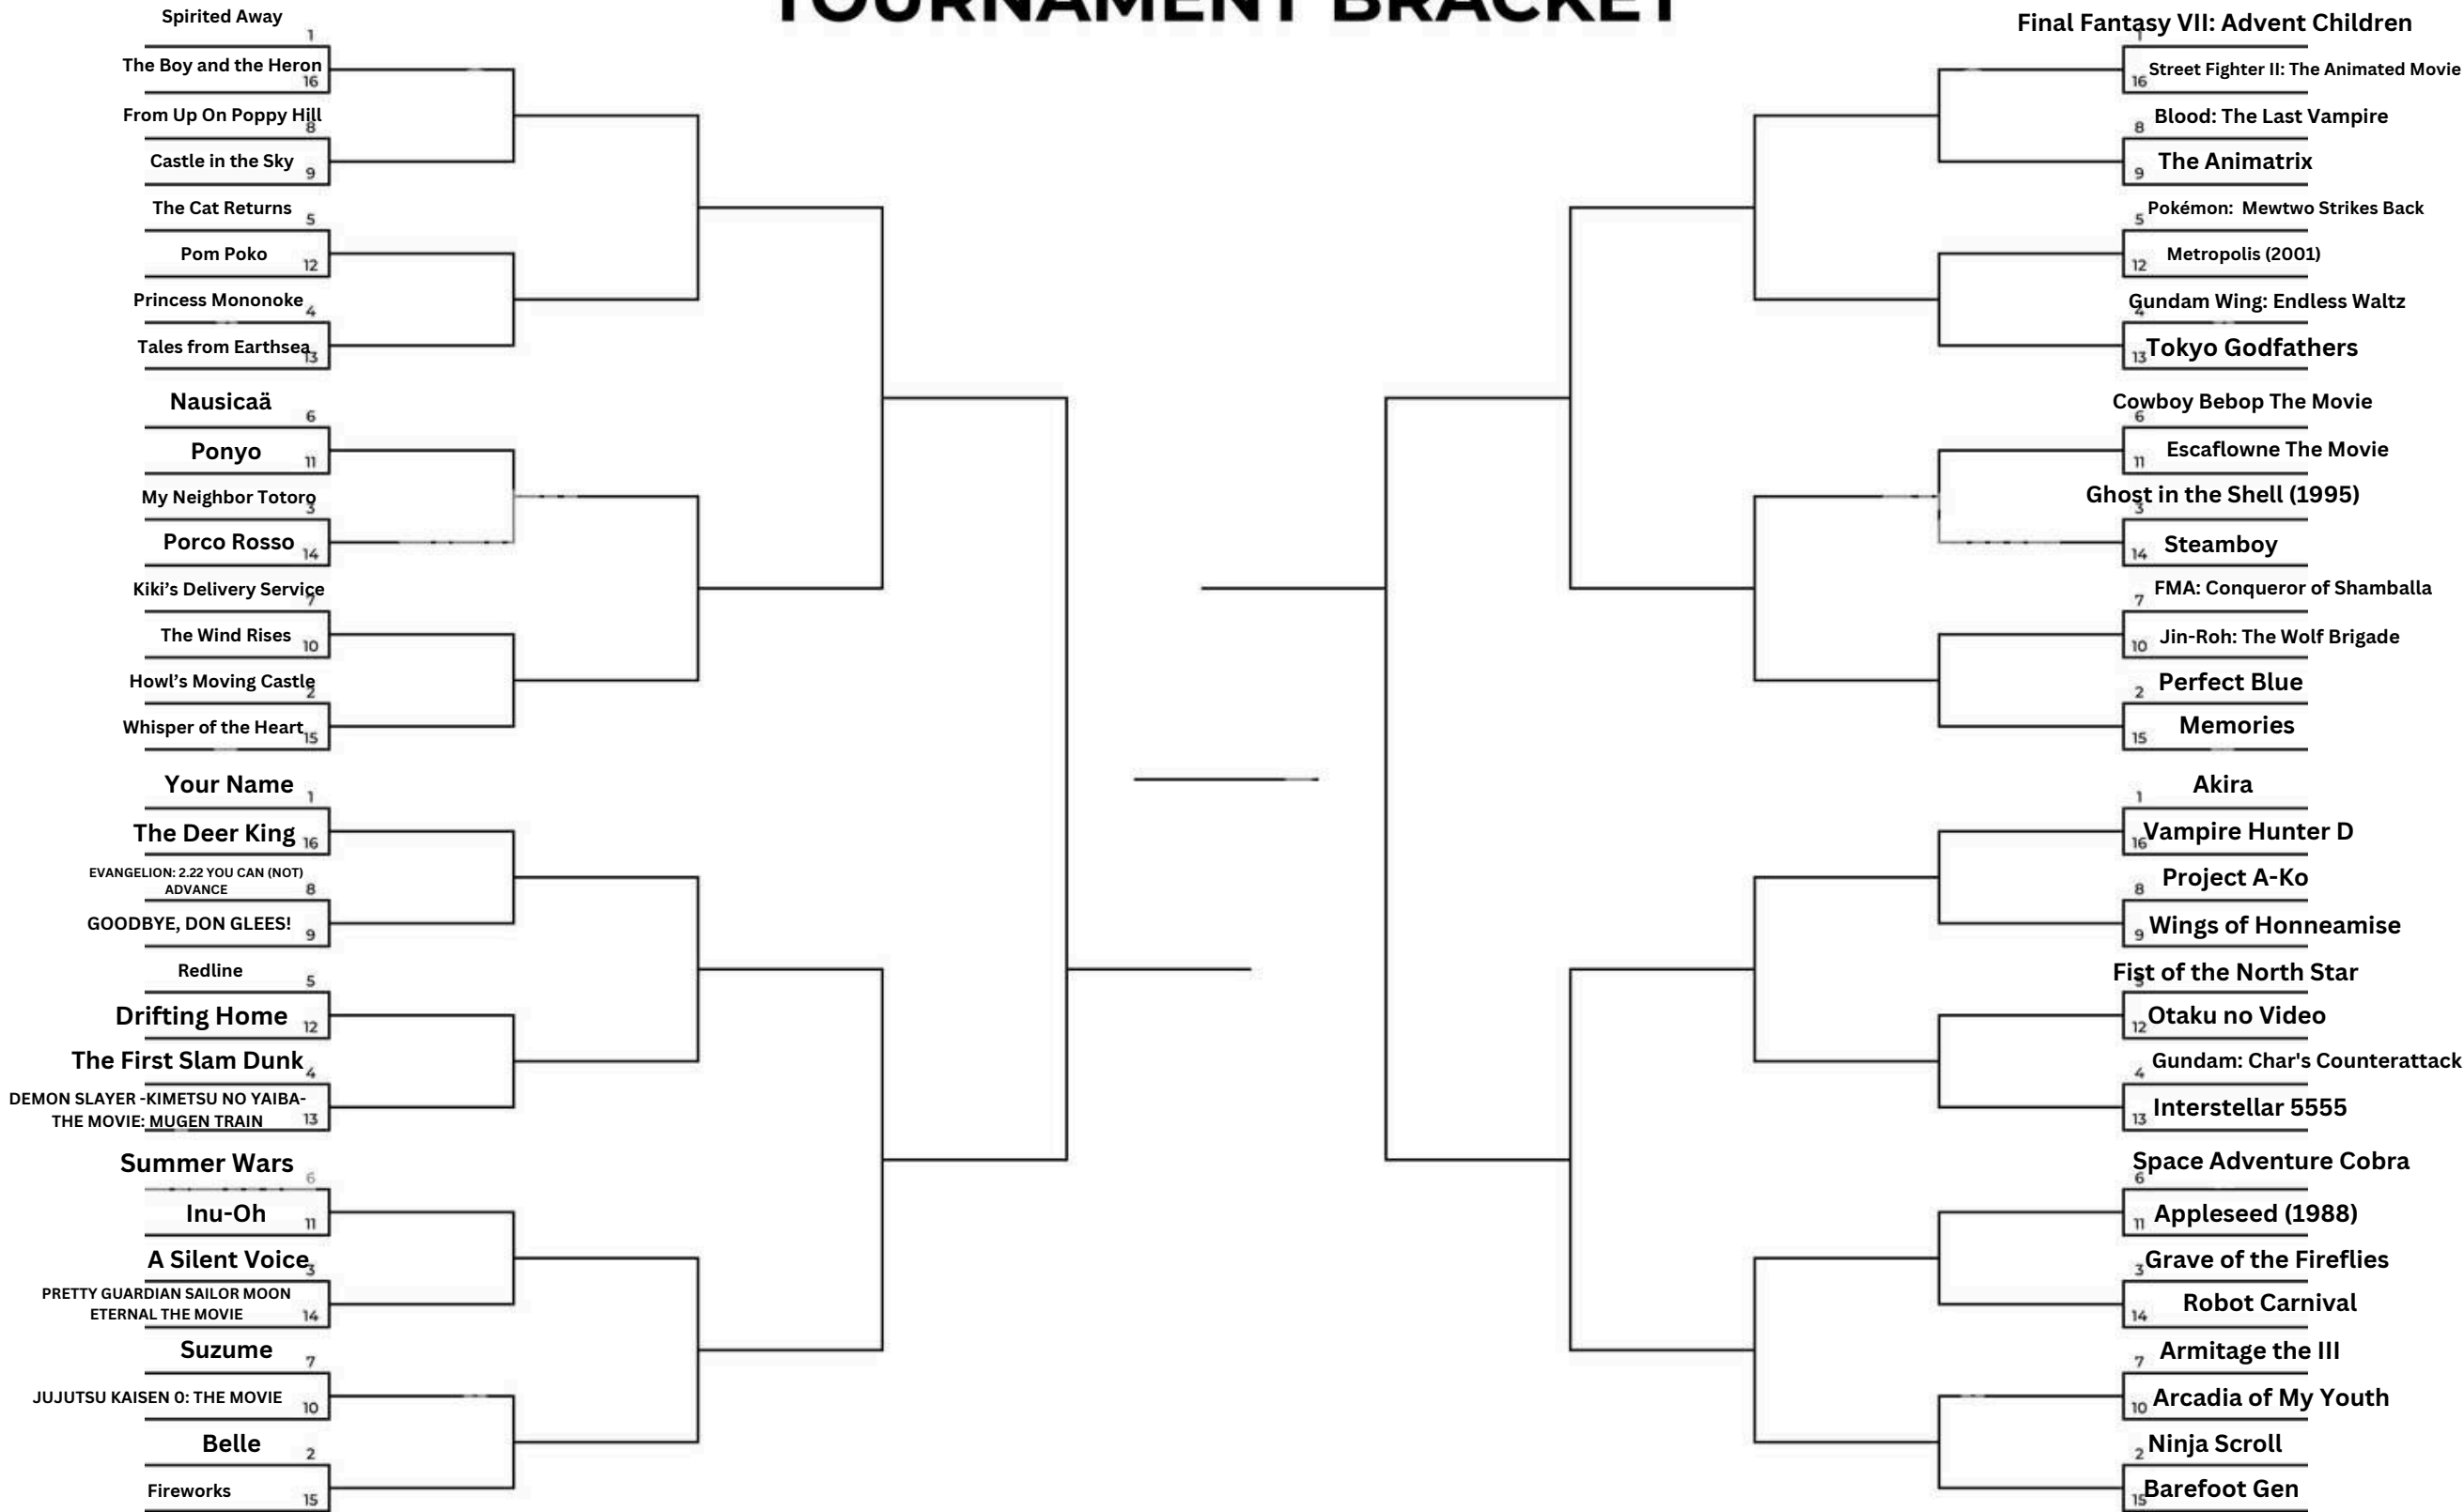 TOURNAMENT BRACKET
Spirited Away
1
The Boy and the Heron
16
From Up On Poppy Hill
8
Castle in the Sky
9
The Cat Returns
5
Pom Poko
12
Princess Mononoke
4
Tales from Earthsea
13
Nausicaä
6
Ponyo
11
My Neighbor Totoro
3
Porco Rosso
14
Kiki’s Delivery Service
7
The Wind Rises
10
Howl’s Moving Castle
2
Whisper of the Heart
15
Your Name
1
The Deer King
16
EVANGELION: 2.22 YOU CAN (NOT)
ADVANCE
8
GOODBYE, DON GLEES!
9
Redline
5
Drifting Home
12
The First Slam Dunk
4
DEMON SLAYER -KIMETSU NO YAIBA-
THE MOVIE: MUGEN TRAIN
13
Summer Wars
6
Inu-Oh
11
A Silent Voice
3
PRETTY GUARDIAN SAILOR MOON
ETERNAL THE MOVIE
14
Suzume
7
JUJUTSU KAISEN 0: THE MOVIE
10
Belle
2
Fireworks
15
Final Fantasy VII: Advent Children
1
Street Fighter II: The Animated Movie
16
Blood: The Last Vampire
8
The Animatrix
9
Pokémon: Mewtwo Strikes Back
5
Metropolis (2001)
12
Gundam Wing: Endless Waltz
4
Tokyo Godfathers
13
Cowboy Bebop The Movie
6
Escaflowne The Movie
11
Ghost in the Shell (1995)
3
Steamboy
14
FMA: Conqueror of Shamballa
7
Jin-Roh: The Wolf Brigade
10
Perfect Blue
2
Memories
15
Akira
1
Vampire Hunter D
16
Project A-Ko
8
Wings of Honneamise
9
Fist of the North Star
5
Otaku no Video
12
Gundam: Char's Counterattack
4
Interstellar 5555
13
Space Adventure Cobra
6
Appleseed (1988)
11
Grave of the Fireflies
3
Robot Carnival
14
Armitage the III
7
Arcadia of My Youth
10
Ninja Scroll
2
Barefoot Gen
15